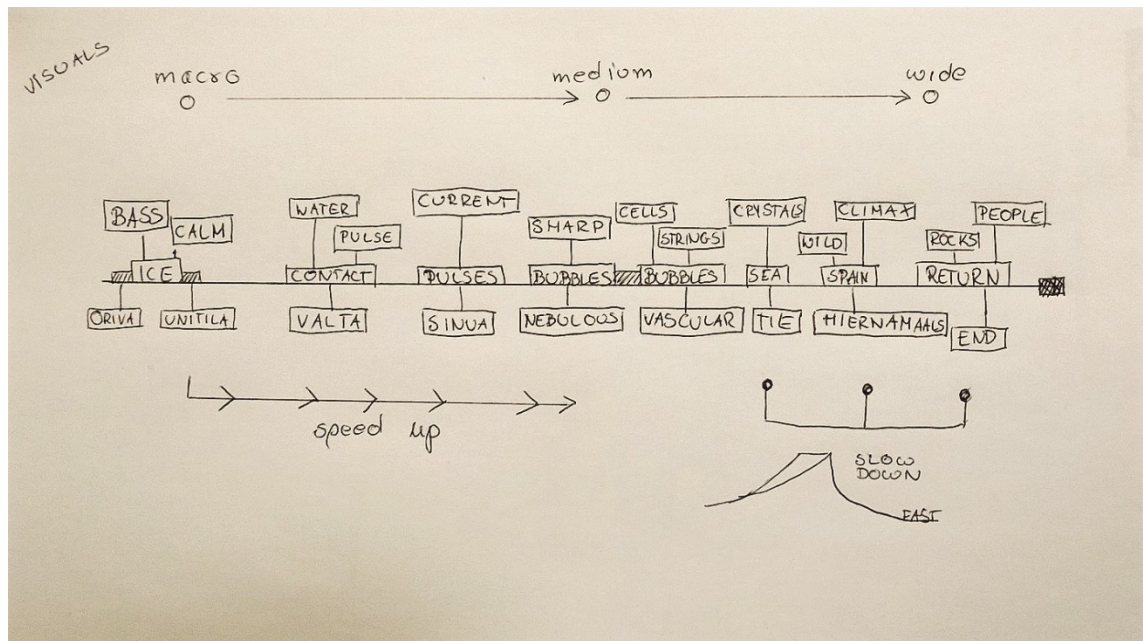 VISUALS
macro
medium
wide
BASS
CALM
ICE
WATER
PULSE
CONTACT
CURRENT
PULSES
SHARP
BUBBLES
CELLS
STRINGS
BUBBLES
CRYSTALS
SEA
WILD
CLIMAX
SPAIN
ROCKS
PEOPLE
RETURN
ORIVA
UNITILA
VALTA
SINUA
NEBULOUS
VASCULAR
TIE
HIERNAMAALS
END
speed up
SLOW
DOWN
FAST